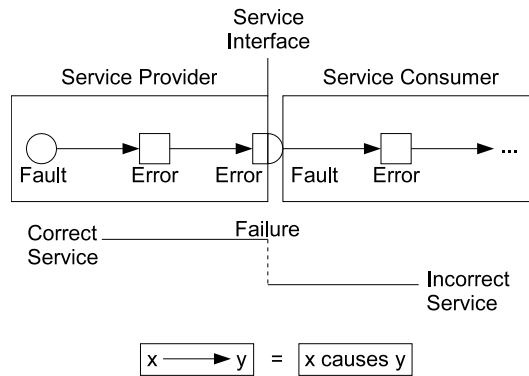 Service
Interface
Service Provider
Service Consumer
Fault
Error
Error
Fault
Error
...
Correct
Service
Failure
Incorrect
Service
x y = x causes y